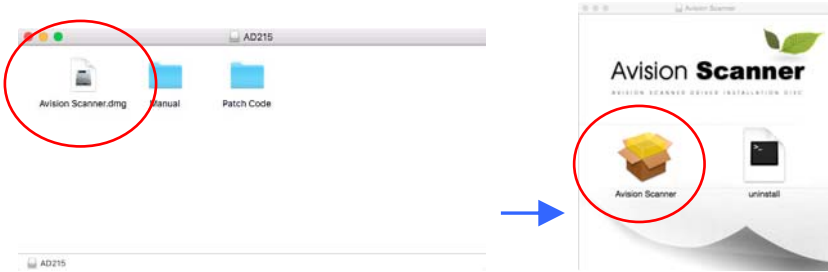 AD215
Avision Scanner.dmg
Manual
Patch Code
AD215
Avision Scanner
Avision Scanner
AVISION SCANNER DRIVER INSTALLATION DISC
Avision Scanner
uninstall